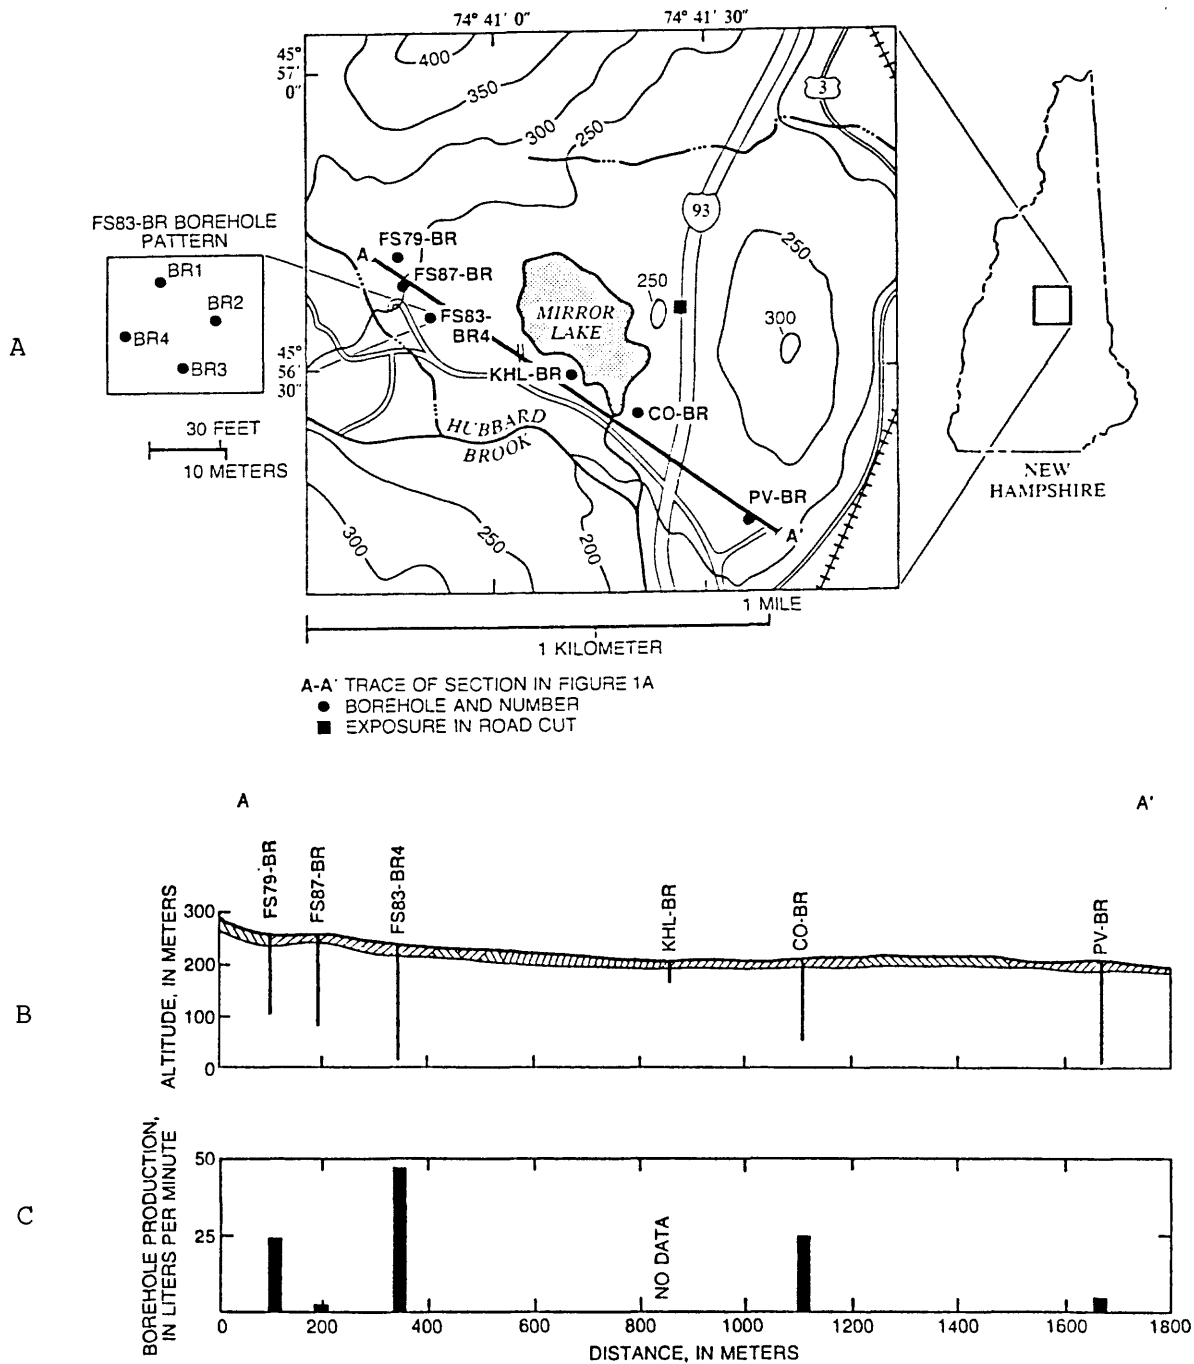 74° 41' 0"
74° 41' 30"
45°
57'
0"
400
350
300
250
3
93
FS83-BR BOREHOLE
PATTERN
BR1
BR2
BR4
BR3
30 FEET
10 METERS
A
A
FS79-BR
FS87-BR
FS83-
BR4
MIRROR
LAKE
250
250
300
45°
56'
30"
KHL-BR
CO-BR
HUBBARD
BROOK
PV-BR
A'
300
250
200
NEW
HAMPSHIRE
1 MILE
1 KILOMETER
A-A' TRACE OF SECTION IN FIGURE 1A
BOREHOLE AND NUMBER
EXPOSURE IN ROAD CUT
A
A'
B
ALTITUDE, IN METERS
300
200
100
0
FS79-BR
FS87-BR
FS83-BR4
KHL-BR
CO-BR
PV-BR
C
BOREHOLE PRODUCTION,
IN LITERS PER MINUTE
50
25
NO DATA
0 200 400 600 800 1000 1200 1400 1600 1800
DISTANCE, IN METERS